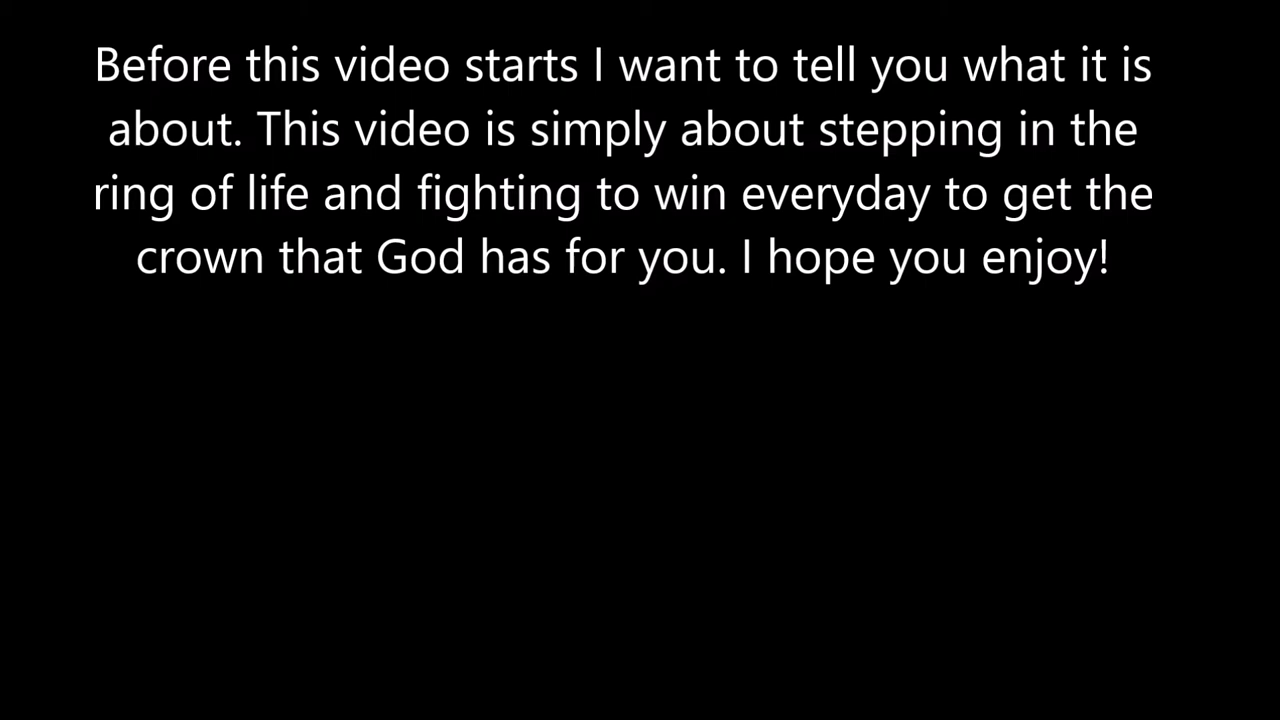 Before this video starts I want to tell you what it is
about. This video is simply about stepping in the
ring of life and fighting to win everyday to get the
crown that God has for you. I hope you enjoy!